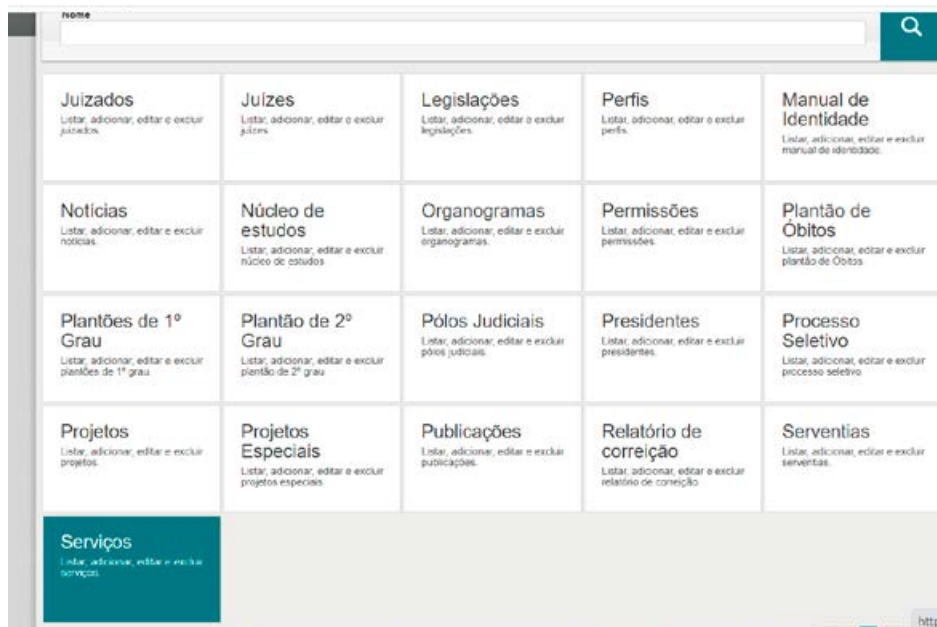 Nome
Juizados
Listar, adicionar, editar e excluir
juizados.
Juízes
Listar, adicionar, editar e excluir
juízes.
Legislações
Listar, adicionar, editar e excluir
legislações.
Perfis
Listar, adicionar, editar e excluir
perfis.
Manual de
Identidade
Listar, adicionar, editar e excluir
manual de identidade.
Notícias
Listar, adicionar, editar e excluir
notícias.
Núcleo de
estudos
Listar, adicionar, editar e excluir
núcleo de estudos
Organogramas
Listar, adicionar, editar e excluir
organogramas.
Permissões
Listar, adicionar, editar e excluir
permissões.
Plantão de
Óbitos
Listar, adicionar, editar e excluir
plantão de Óbitos
Plantões de 1º
Grau
Listar, adicionar, editar e excluir
plantões de 1º grau
Plantão de 2º
Grau
Listar, adicionar, editar e excluir
plantão de 2º grau
Pólos Judiciais
Listar, adicionar, editar e excluir
pólos judiciais.
Presidentes
Listar, adicionar, editar e excluir
presidentes.
Processo
Seletivo
Listar, adicionar, editar e excluir
processo seletivo
Projetos
Listar, adicionar, editar e excluir
projetos.
Projetos
Especiais
Listar, adicionar, editar e excluir
projetos especiais
Publicações
Listar, adicionar, editar e excluir
publicações.
Relatório de
correição
Listar, adicionar, editar e excluir
relatório de correição
Serventias
Listar, adicionar, editar e excluir
serventias.
Serviços
Listar, adicionar, editar e excluir
serviços.
http